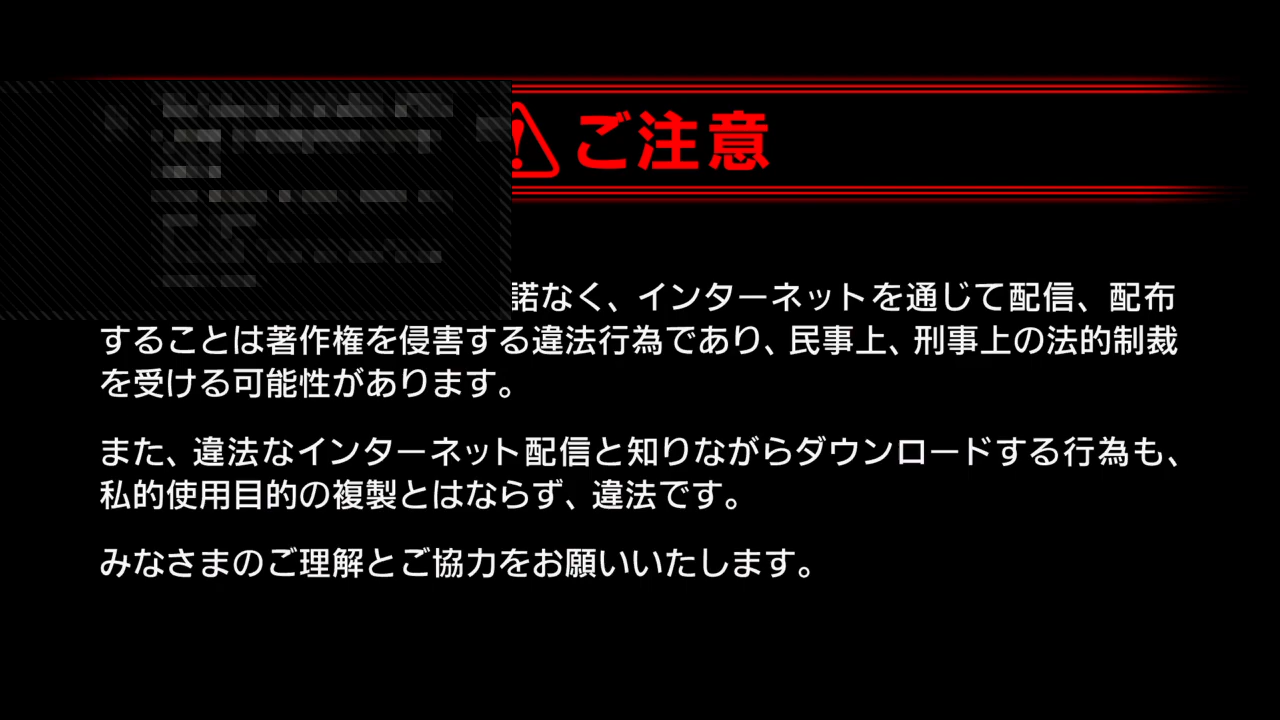 ご注意
諾なく、インターネットを通じて配信、配布
することは著作権を侵害する違法行為であり、民事上、刑事上の法的制裁
を受ける可能性があります。
また、違法なインターネット配信と知りながらダウンロードする行為も、
私的使用目的の複製とはならず、違法です。
みなさまのご理解とご協力をお願いいたします。